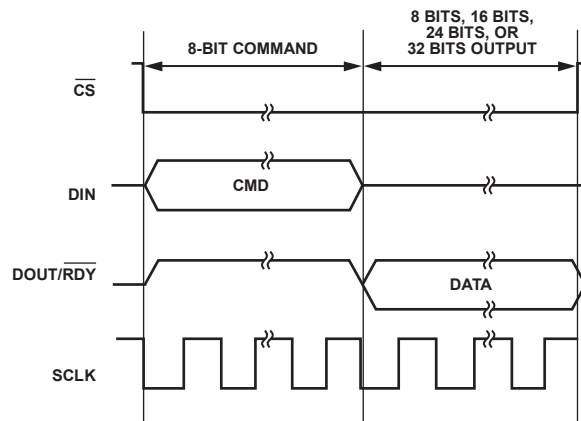 8 BITS, 16 BITS,
24 BITS, OR
8-BIT COMMAND
32 BITS OUTPUT
CS
DIN
CMD
DOUT/RDY
DATA
SCLK